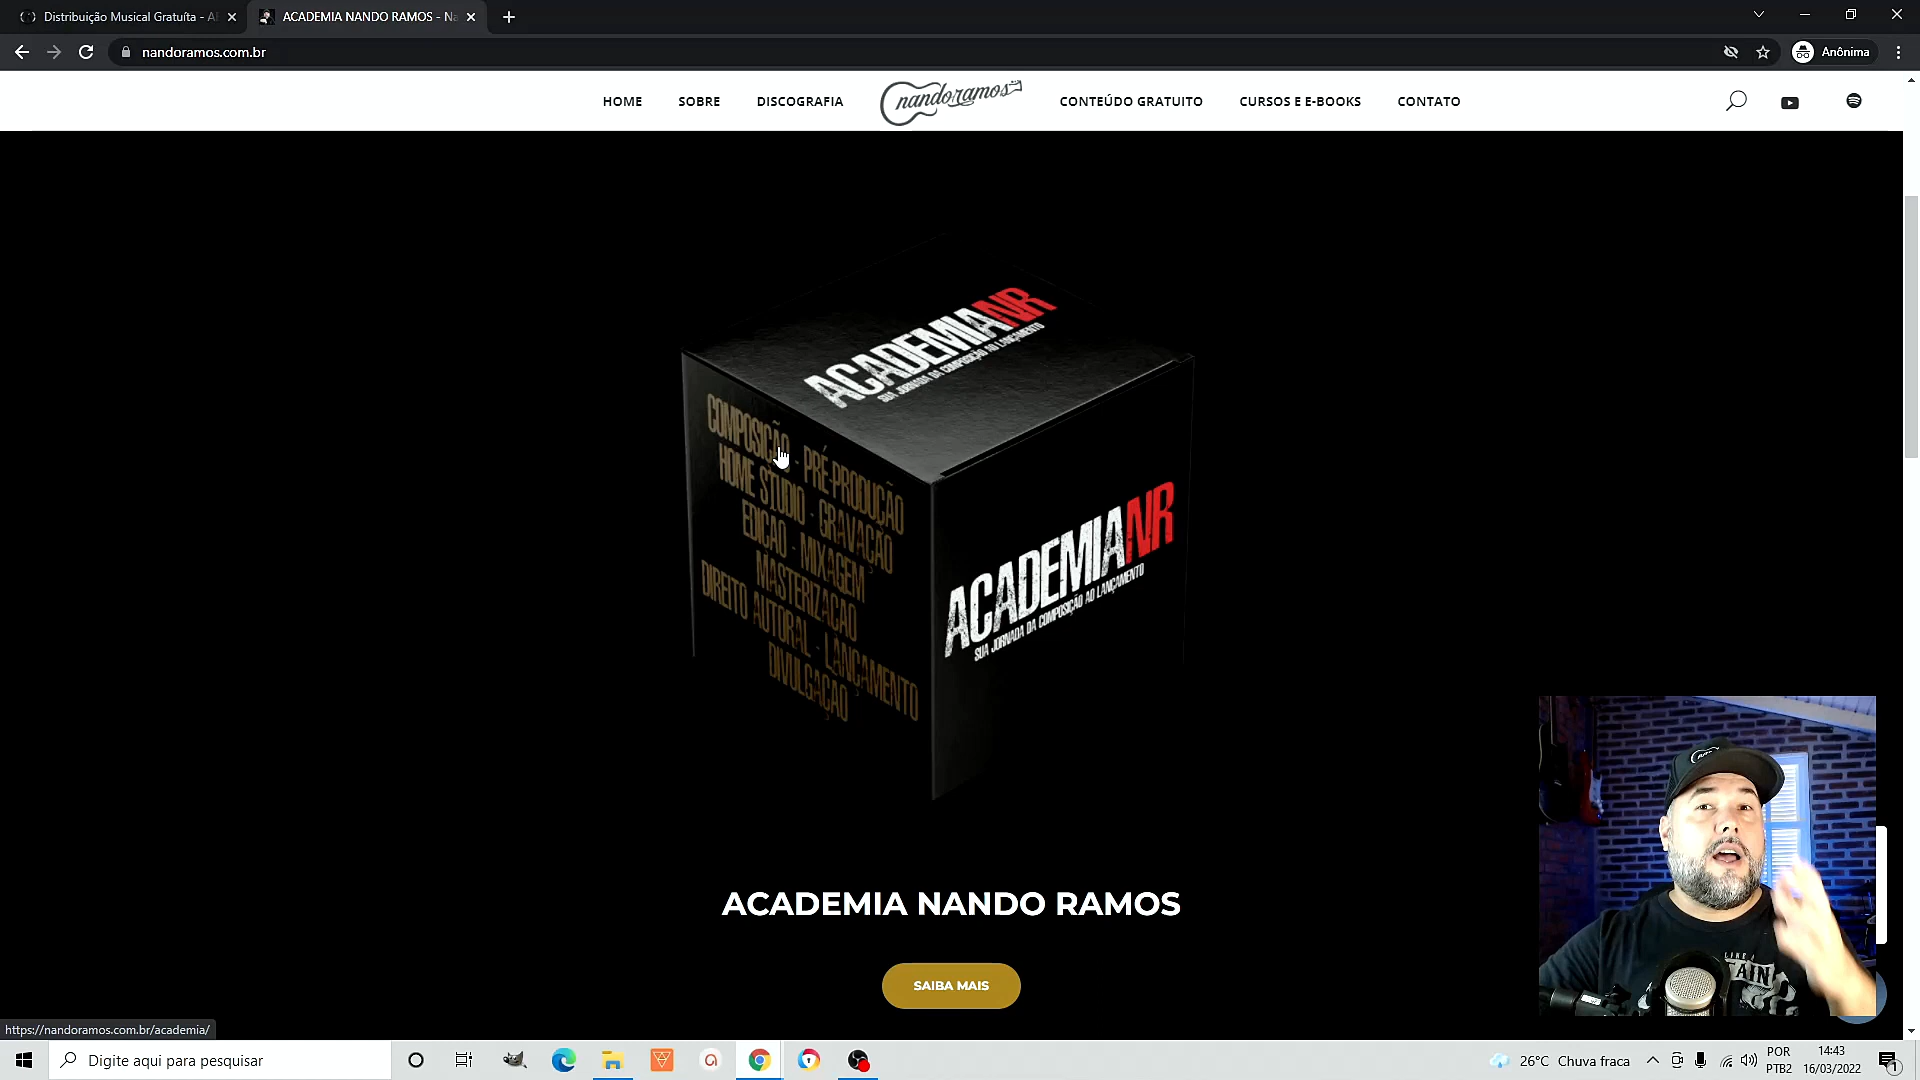 Distribuição Musical Gratuíta - A
ACADEMIA NANDO RAMOS - Na
nandoramos.com.br
Anônima
HOME
SOBRE
DISCOGRAFIA
nandoramos
CONTEÚDO GRATUITO
CURSOS E E-BOOKS
CONTATO
ACADEMIANR
SUA JORNADA DA COMPOSIÇÃO AO LANÇAMENTO
COMPOSIÇÃO - PRÉ-PRODUÇÃO
HOME STUDIO - GRAVAÇÃO
EDIÇÃO - MIXAGEM
MASTERIZAÇÃO
DIREITO AUTORAL - LANÇAMENTO
DIVULGAÇÃO
ACADEMIANR
SUA JORNADA DA COMPOSIÇÃO AO LANÇAMENTO
ACADEMIA NANDO RAMOS
SAIBA MAIS
https://nandoramos.com.br/academia/
Digite aqui para pesquisar
26°C Chuva fraca
POR
PTB2
14:43
16/03/2022
1